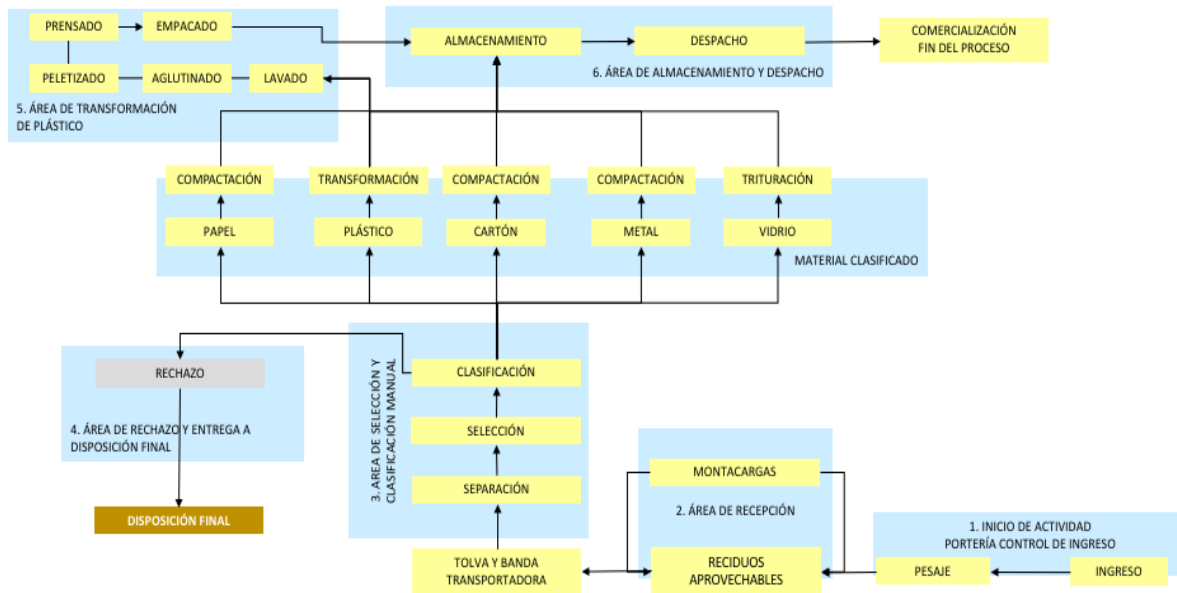 PRENSADO
EMPACADO
ALMACENAMIENTO
DESPACHO
COMERCIALIZACIÓN
FIN DEL PROCESO
PELETIZADO
AGLUTINADO
LAVADO
6. ÁREA DE ALMACENAMIENTO Y DESPACHO
5. ÁREA DE TRANSFORMACIÓN
DE PLÁSTICO
COMPACTACIÓN
TRANSFORMACIÓN
COMPACTACIÓN
COMPACTACIÓN
TRITURACIÓN
PAPEL
PLÁSTICO
CARTÓN
METAL
VIDRIO
MATERIAL CLASIFICADO
RECHAZO
4. ÁREA DE RECHAZO Y ENTREGA A
DISPOSICIÓN FINAL
DISPOSICIÓN FINAL
3. AREA DE SELECCIÓN Y
CLASIFICACIÓN MANUAL
CLASIFICACIÓN
SELECCIÓN
SEPARACIÓN
TOLVA Y BANDA
TRANSPORTADORA
MONTACARGAS
2. ÁREA DE RECEPCIÓN
RECIDUOS
APROVECHABLES
1. INICIO DE ACTIVIDAD
PORTERÍA CONTROL DE INGRESO
PESAJE
INGRESO